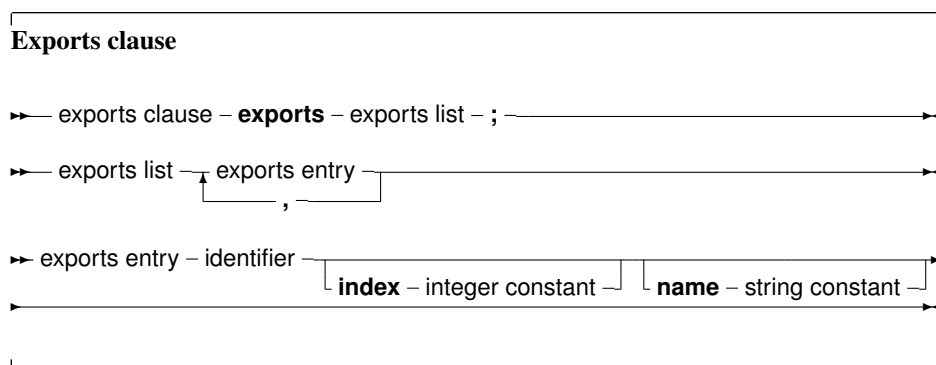 Exports clause
exports clause – exports – exports list – ;
exports list – exports entry
,
exports entry – identifier
index – integer constant
name – string constant